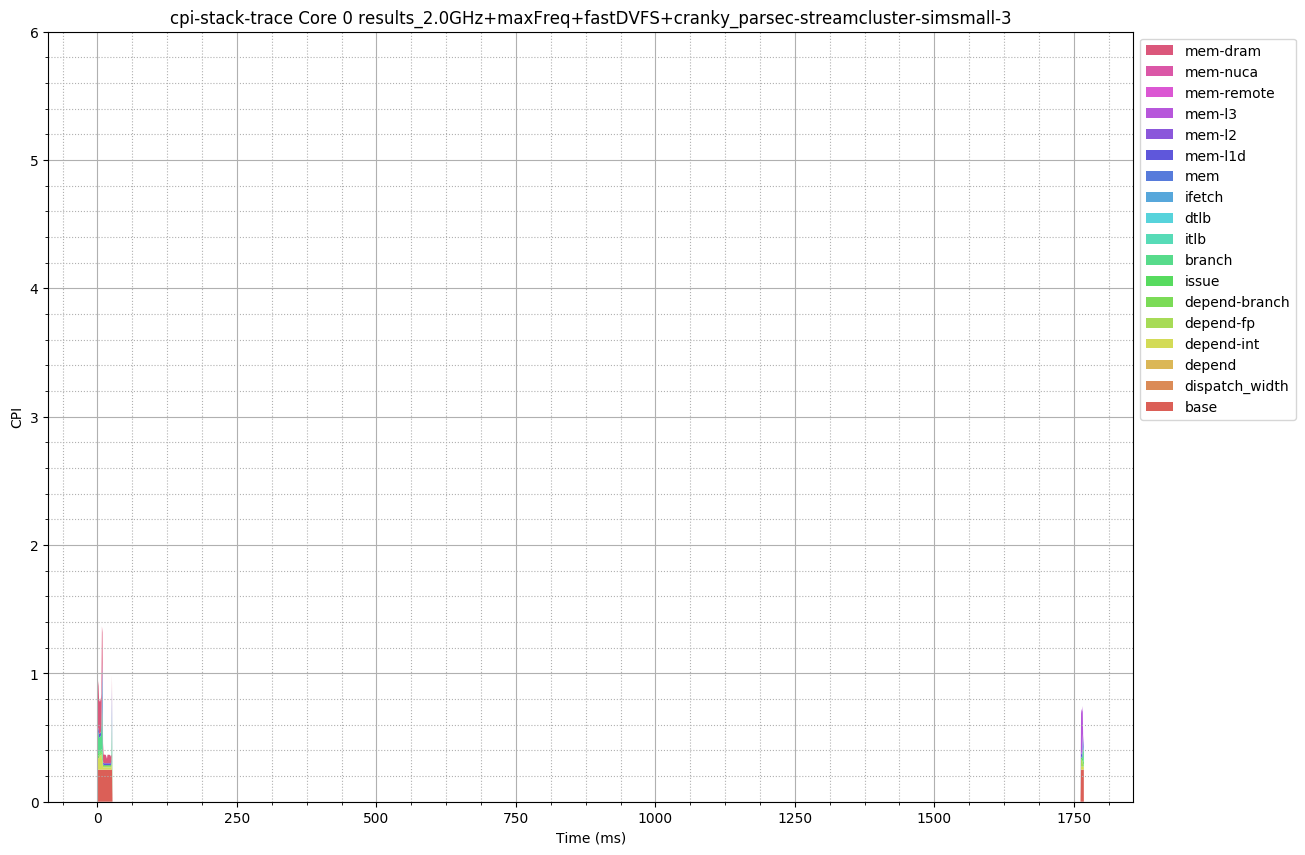 cpi-stack-trace Core 0 results_2.0GHz+maxFreq+fastDVFS+cranky_parsec-streamcluster-simsmall-3
6
5
4
3
2
1
0
CPI
0 250 500 750 1000 1250 1500 1750
Time (ms)
mem-dram
mem-nuca
mem-remote
mem-l3
mem-l2
mem-l1d
mem
ifetch
dtlb
itlb
branch
issue
depend-branch
depend-fp
depend-int
depend
dispatch_width
base